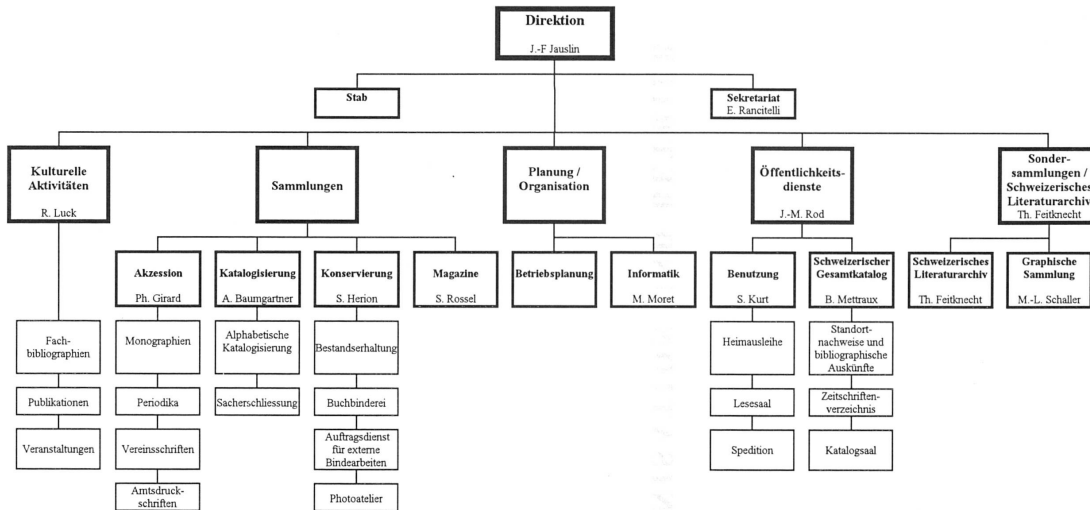 Direktion
J.-F Jauslin
Stab
Sekretariat
E. Rancitelli
Kulturelle
Aktivitäten
R. Luck
Sammlungen
Planung /
Organisation
Öffentlichkeits-
dienste
J.-M. Rod
Sonder-
sammlungen /
Schweizerisches
Literaturarchiv
Th. Feitknecht
Akzession
Ph. Girard
Katalogisierung
A. Baumgartner
Konservierung
S. Herion
Magazine
S. Rossel
Betriebsplanung
Informatik
M. Moret
Benutzung
S. Kurt
Schweizerischer
Gesamtkatalog
B. Mettraux
Schweizerisches
Literaturarchiv
Th. Feitknecht
Graphische
Sammlung
M.-L. Schaller
Fach-
bibliographien
Publikationen
Veranstaltungen
Monographien
Periodika
Vereinsschriften
Amtsdruck-
schriften
Alphabetische
Katalogisierung
Sacherschliessung
Bestandserhaltung
Buchbinderei
Auftragsdienst
für externe
Bindearbeiten
Photoatelier
Heimausleihe
Lesesaal
Spedition
Standort-
nachweise und
bibliographische
Auskünfte
Zeitschriften-
verzeichnis
Katalogsaal